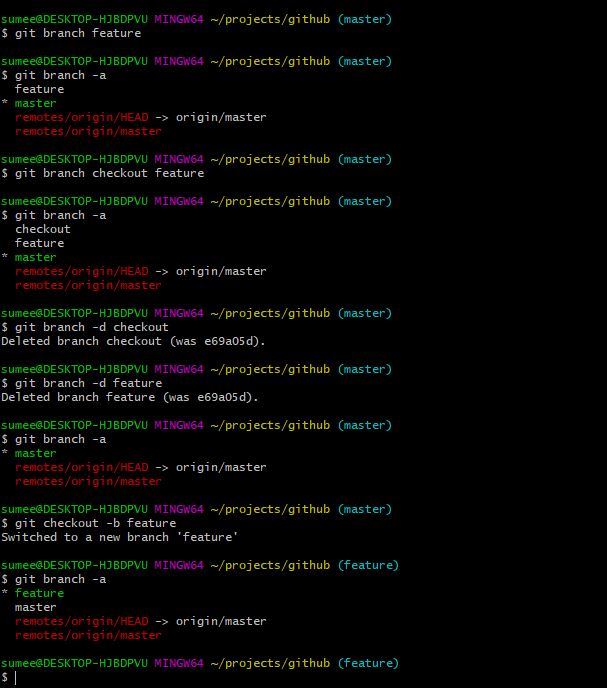 sumee@DESKTOP-HJBDPVU MINGW64 ~/projects/github (master)
$ git branch feature
sumee@DESKTOP-HJBDPVU MINGW64 ~/projects/github (master)
$ git branch -a
  feature
* master
  remotes/origin/HEAD -> origin/master
  remotes/origin/master
sumee@DESKTOP-HJBDPVU MINGW64 ~/projects/github (master)
$ git branch checkout feature
sumee@DESKTOP-HJBDPVU MINGW64 ~/projects/github (master)
$ git branch -a
  checkout
  feature
* master
  remotes/origin/HEAD -> origin/master
  remotes/origin/master
sumee@DESKTOP-HJBDPVU MINGW64 ~/projects/github (master)
$ git branch -d checkout
Deleted branch checkout (was e69a05d).
sumee@DESKTOP-HJBDPVU MINGW64 ~/projects/github (master)
$ git branch -d feature
Deleted branch feature (was e69a05d).
sumee@DESKTOP-HJBDPVU MINGW64 ~/projects/github (master)
$ git branch -a
* master
  remotes/origin/HEAD -> origin/master
  remotes/origin/master
sumee@DESKTOP-HJBDPVU MINGW64 ~/projects/github (master)
$ git checkout -b feature
Switched to a new branch 'feature'
sumee@DESKTOP-HJBDPVU MINGW64 ~/projects/github (feature)
$ git branch -a
* feature
  master
  remotes/origin/HEAD -> origin/master
  remotes/origin/master
sumee@DESKTOP-HJBDPVU MINGW64 ~/projects/github (feature)
$